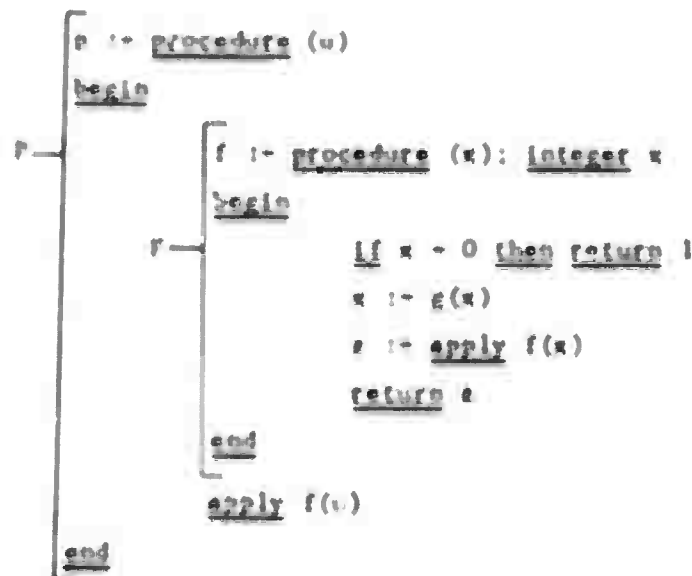 p := procedure (u)
begin
P
f := procedure (x); integer x
begin
F
if x = 0 then return 1
x := g(x)
:= apply f(x)
return
end
apply f(u)
end